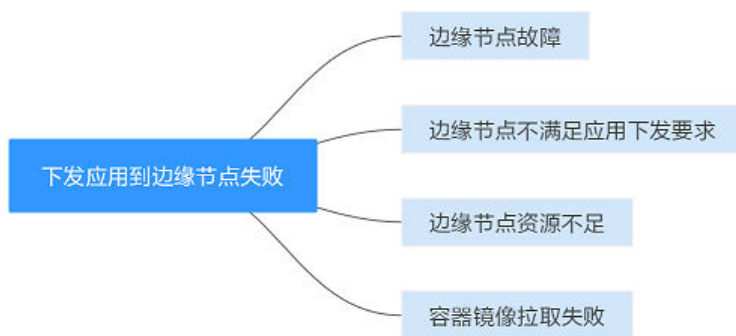 边缘节点故障
边缘节点不满足应用下发要求
下发应用到边缘节点失败
边缘节点资源不足
容器镜像拉取失败